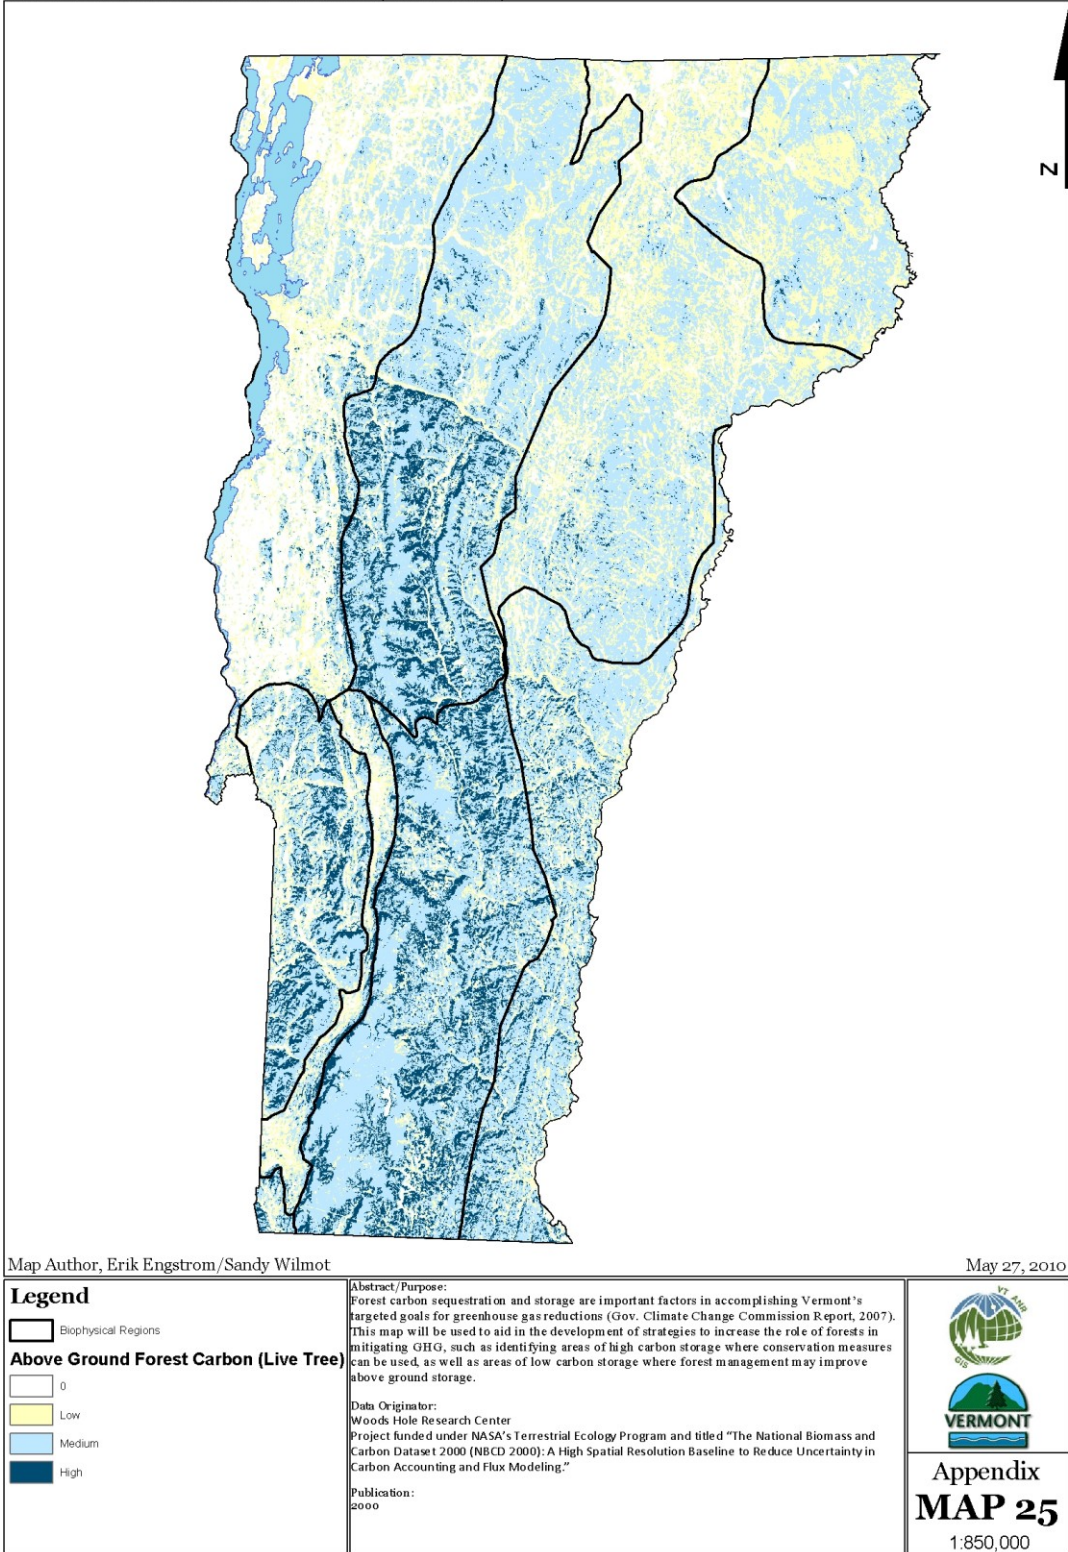 N
Map Author, Erik Engstrom/Sandy Wilmot
May 27, 2010
Legend
Biophysical Regions
Above Ground Forest Carbon (Live Tree)
0
Low
Medium
High
Abstract/Purpose:
Forest carbon sequestration and storage are important factors in accomplishing Vermont's
targeted goals for greenhouse gas reductions (Gov. Climate Change Commission Report, 2007).
This map will be used to aid in the development of strategies to increase the role of forests in
mitigating GHG, such as identifying areas of high carbon storage where conservation measures
can be used, as well as areas of low carbon storage where forest management may improve
above ground storage.
Data Originator:
Woods Hole Research Center
Project funded under NASA's Terrestrial Ecology Program and titled "The National Biomass and
Carbon Dataset 2000 (NBCD 2000): A High Spatial Resolution Baseline to Reduce Uncertainty in
Carbon Accounting and Flux Modeling."
Publication:
2000
VT ANR
GIS
VERMONT
Appendix
MAP 25
1:850,000